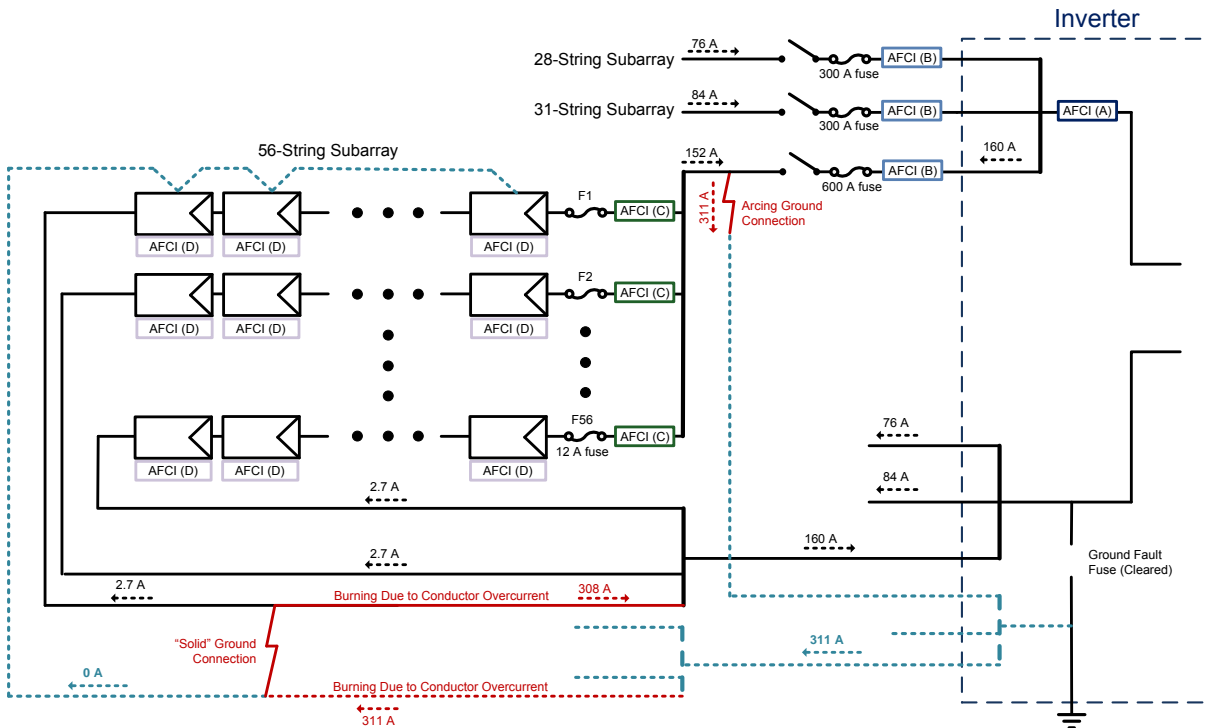 Inverter
76 A
28-String Subarray
AFCI (B)
300 A fuse
84 A
31-String Subarray
AFCI (B)
AFCI (A)
300 A fuse
56-String Subarray
152 A
160 A
AFCI (B)
600 A fuse
F1
AFCI (C)
311 A
Arcing Ground
Connection
AFCI (D)
AFCI (D)
AFCI (D)
F2
AFCI (C)
AFCI (D)
AFCI (D)
AFCI (D)
F56
AFCI (C)
12 A fuse
AFCI (D)
AFCI (D)
AFCI (D)
76 A
84 A
2.7 A
160 A
Ground Fault
Fuse (Cleared)
2.7 A
2.7 A
Burning Due to Conductor Overcurrent
308 A
"Solid" Ground
Connection
311 A
0 A
Burning Due to Conductor Overcurrent
311 A